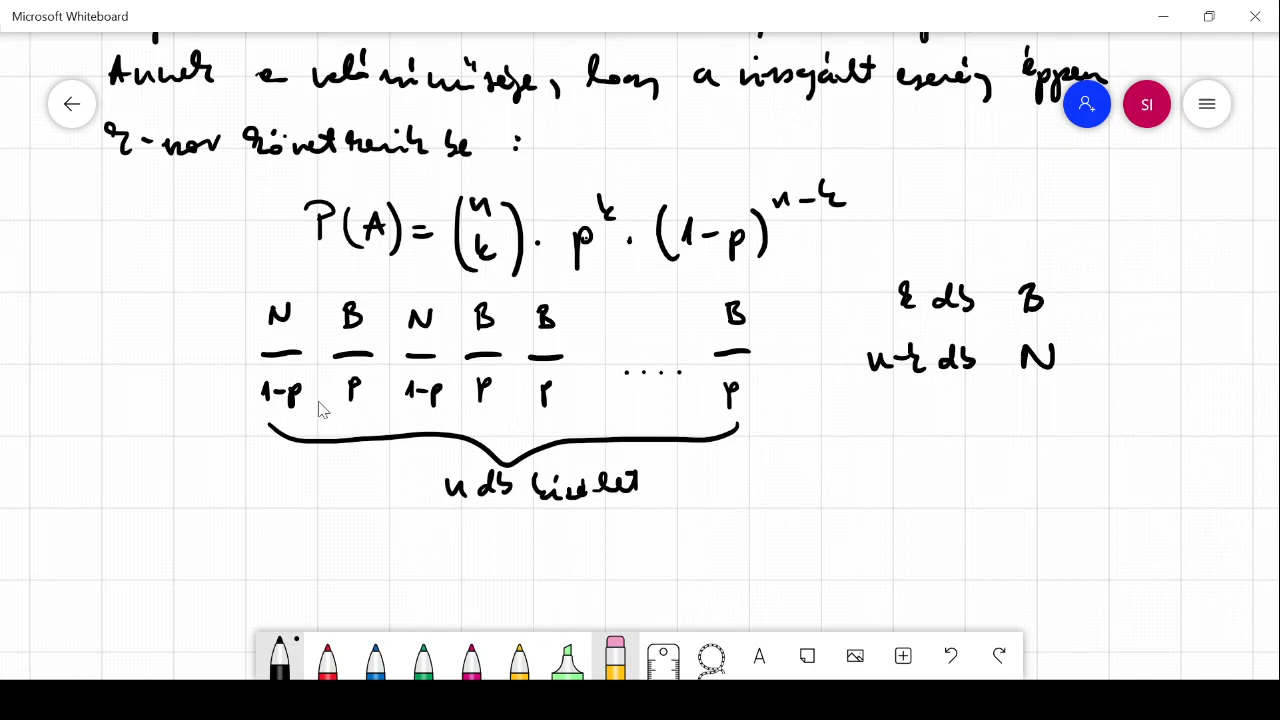 Microsoft Whiteboard
Annak a valószínűsége, hogy a vizsgált esemény éppen
SI
k-szor következik be :
P(A) = (n k) · p^k · (1-p)^{n-k}
N B N B B B
k db B
n-k db N
1-p p 1-p p p .... p
n db kísérlet
A